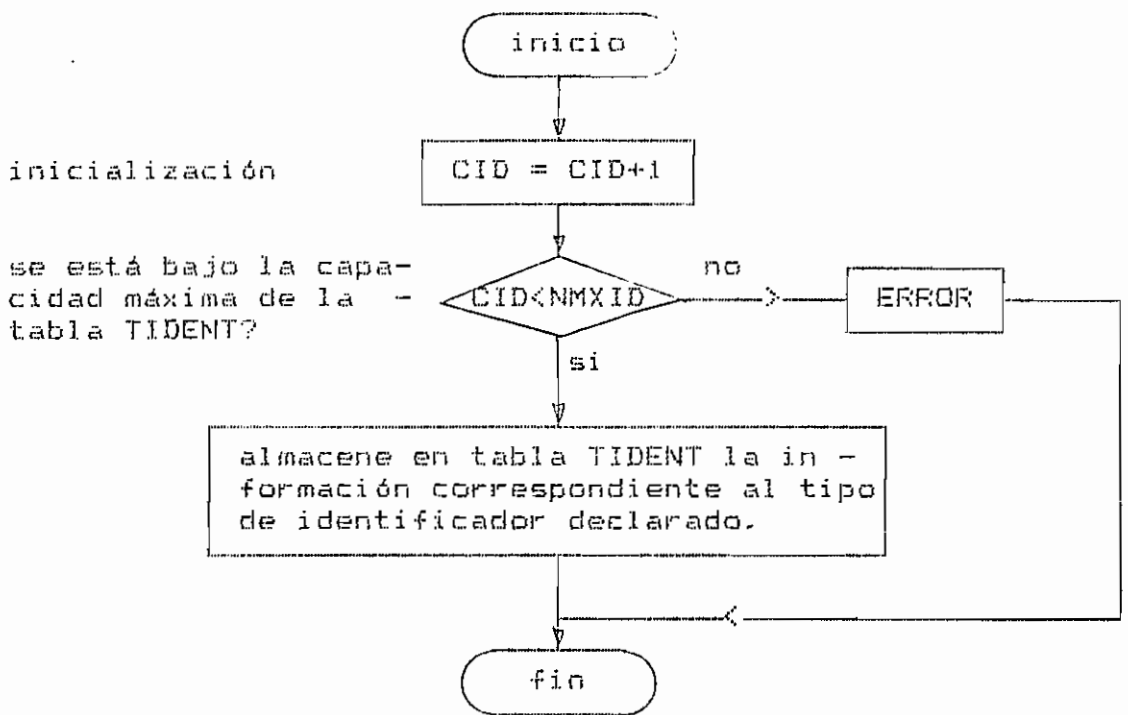 inicio
inicialización
CID = CID+1
se está bajo la capa-
cidad máxima de la -
tabla TIDENT?
CID<NMXID
no
ERROR
si
almacene en tabla TIDENT la in -
formación correspondiente al tipo
de identificador declarado.
fin